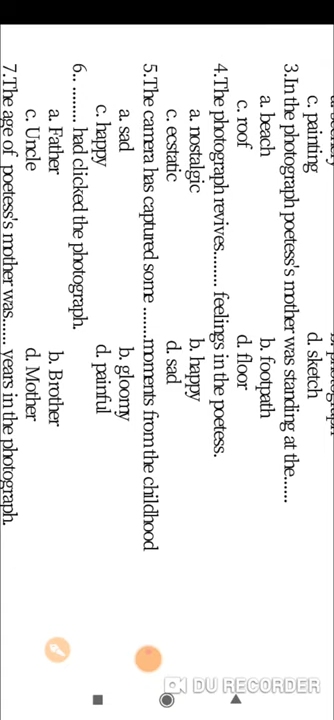 c. painting d. sketch
3.In the photograph poetess's mother was standing at the......
a. beach b. footpath
c. roof d. floor
4.The photograph revives......... feelings in the poetess.
a. nostalgic b. happy
c. ecstatic d. sad
5.The camera has captured some ........moments from the childhood
a. sad b. gloomy
c. happy d. painful
6.. ......... had clicked the photograph.
a. Father b. Brother
c. Uncle d. Mother
7.The age of poetess's mother was...... years in the photograph.
DU RECORDER